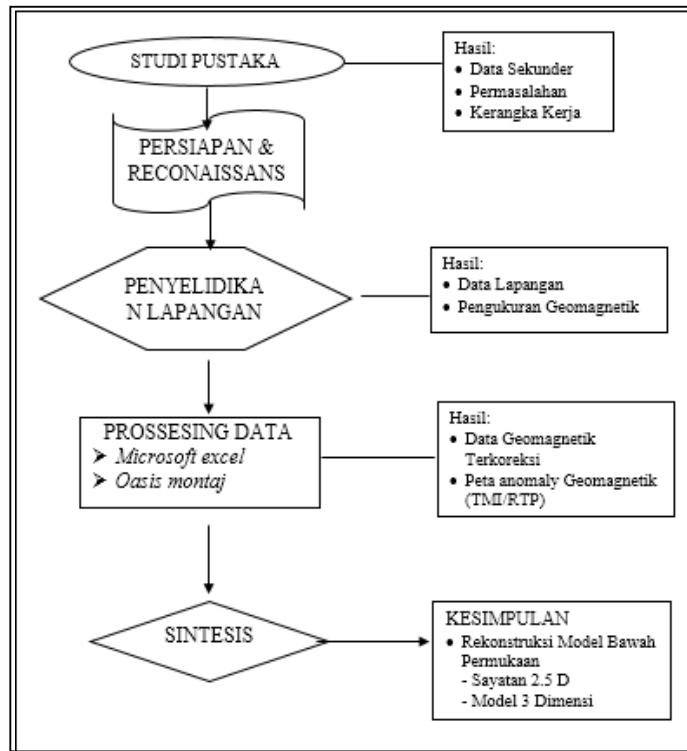 STUDI PUSTAKA
Hasil:
• Data Sekunder
• Permasalahan
• Kerangka Kerja
PERSIAPAN &
RECONAISSANS
PENYELIDIKA
N LAPANGAN
Hasil:
• Data Lapangan
• Pengukuran Geomagnetik
PROSSESING DATA
➤ Microsoft excel
➤ Oasis montaj
Hasil:
• Data Geomagnetik
Terkoreksi
• Peta anomaly Geomagnetik
(TMI/RTP)
SINTESIS
KESIMPULAN
• Rekonstruksi Model Bawah
Permukaan
- Sayatan 2.5 D
- Model 3 Dimensi